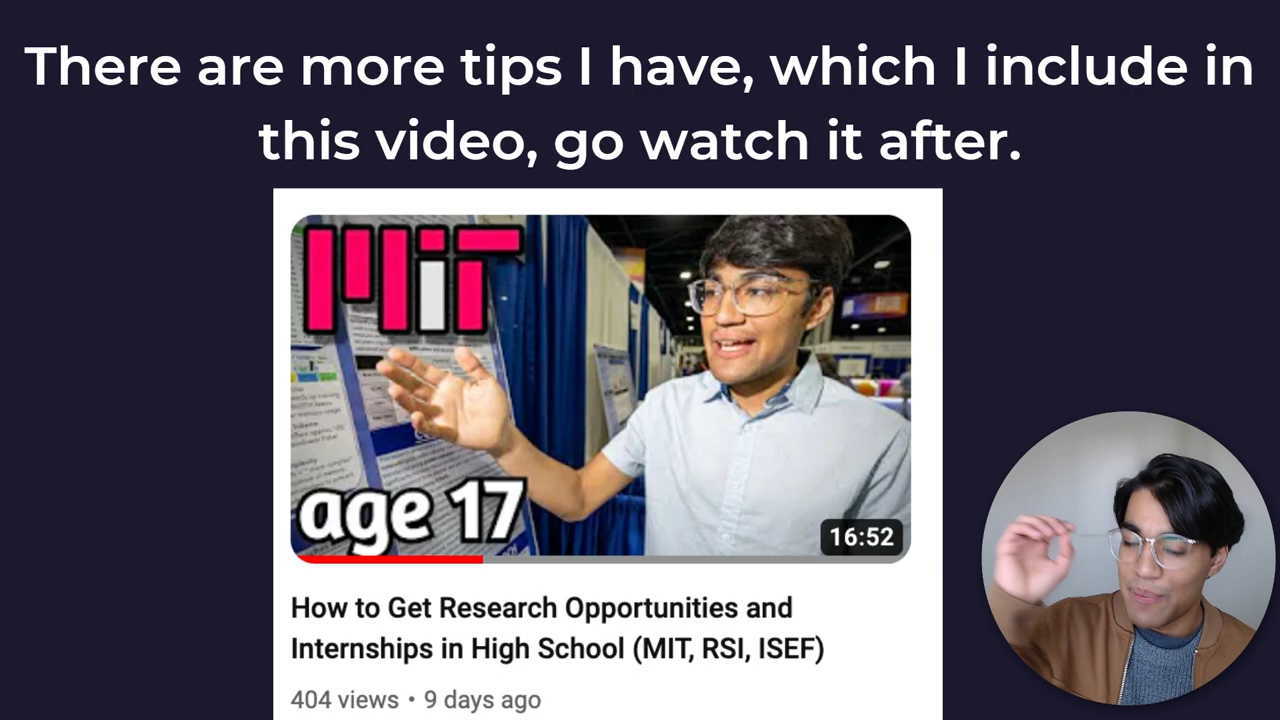 There are more tips I have, which I include in
this video, go watch it after.
MIT
age 17
16:52
How to Get Research Opportunities and
Internships in High School (MIT, RSI, ISEF)
404 views • 9 days ago